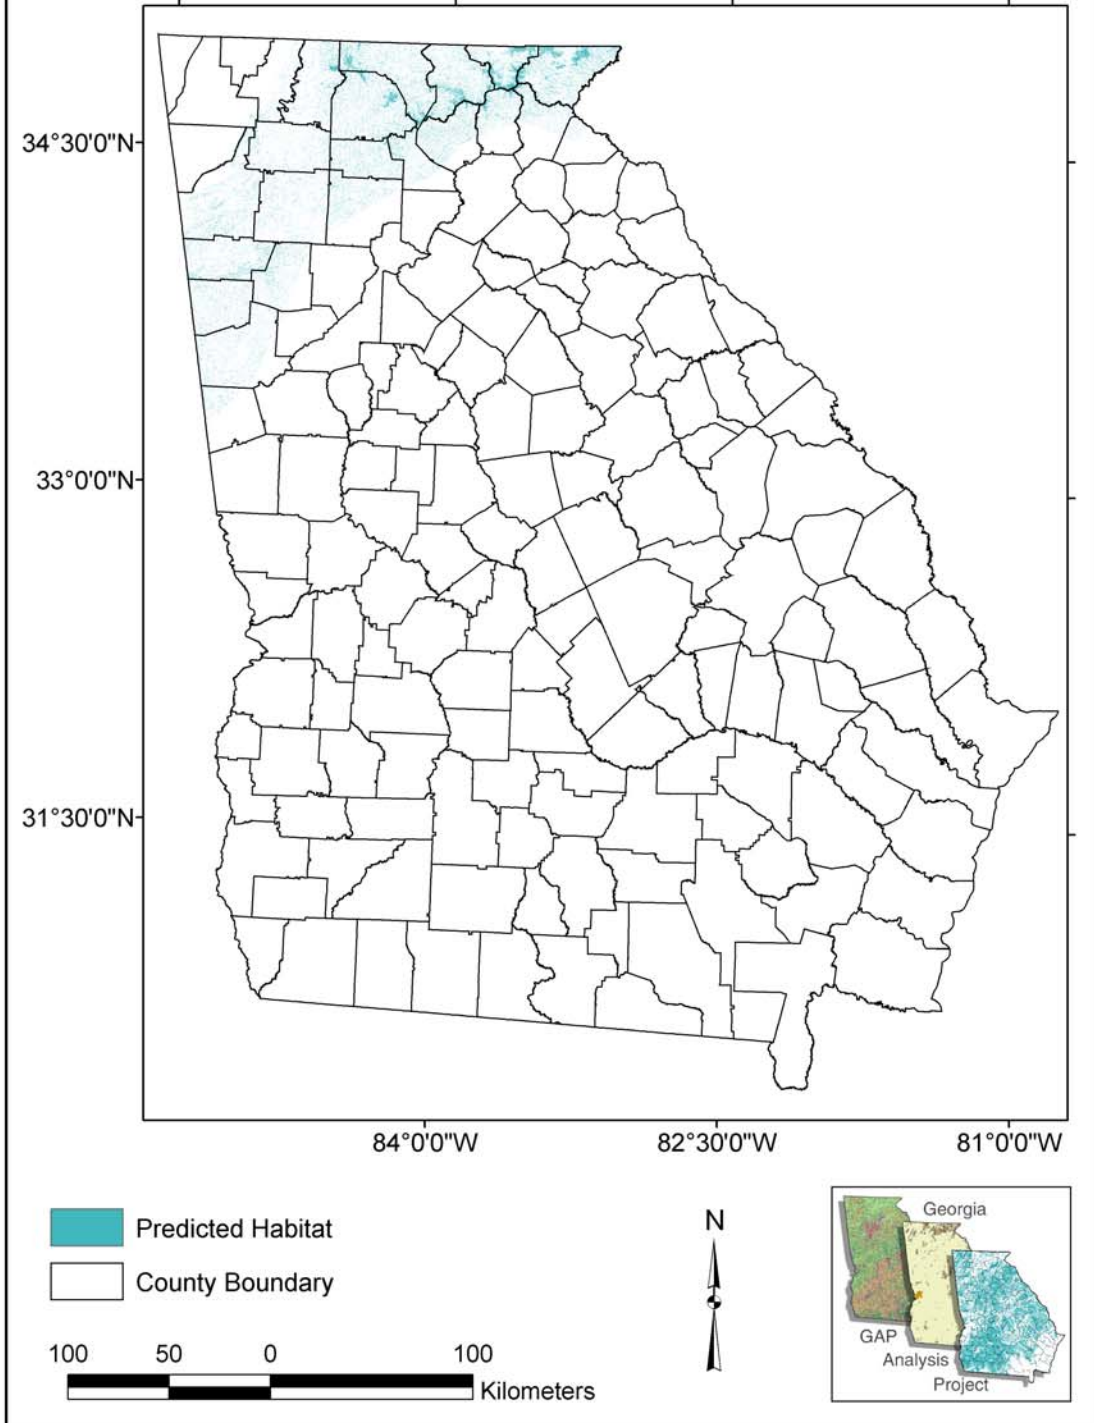 34°30'0"N
33°0'0"N
31°30'0"N
84°0'0"W 82°30'0"W 81°0'0"W
Predicted Habitat
County Boundary
N
100 50 0 100
Kilometers
Georgia
GAP
Analysis
Project